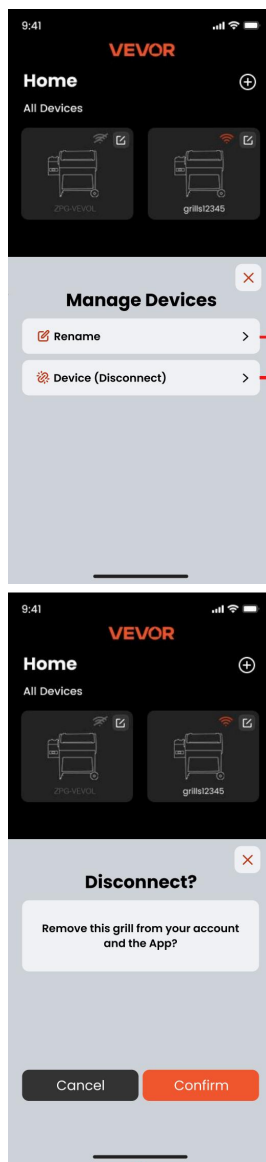 9:41
VEVOR
Home
All Devices
ZPG-VEVOL
grills12345
Manage Devices
Rename
Device (Disconnect)
9:41
VEVOR
Home
All Devices
ZPG-VEVOL
grills12345
Disconnect?
Remove this grill from your account
and the App?
Cancel
Confirm